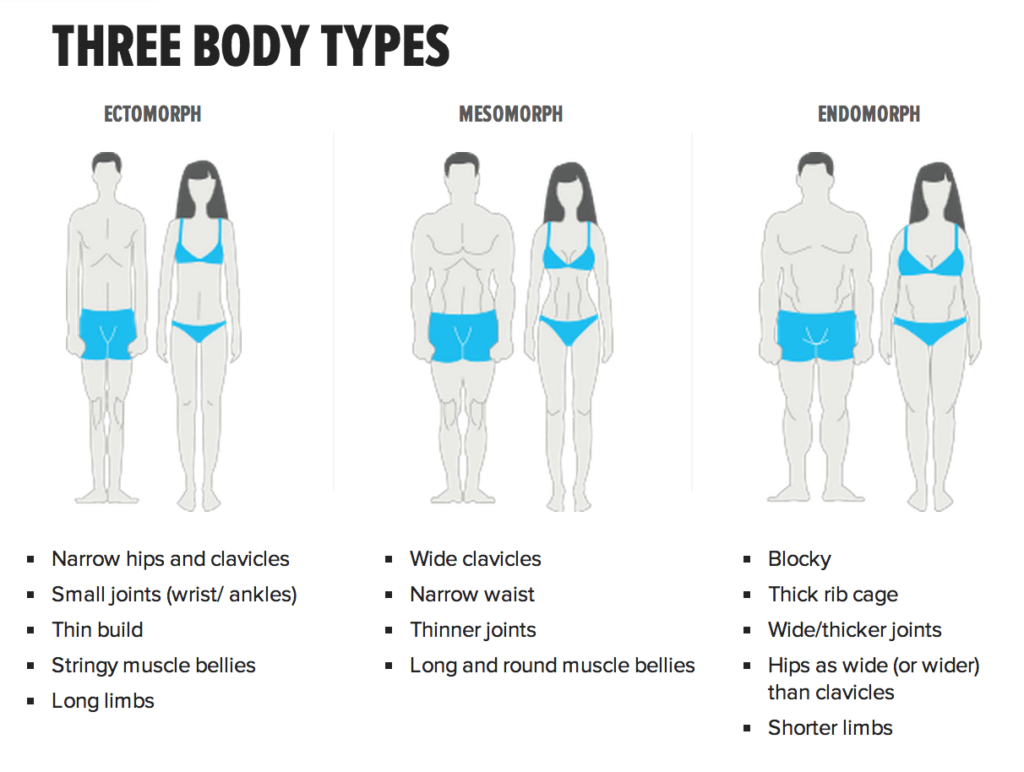 THREE BODY TYPES
ECTOMORPH
▪ Narrow hips and clavicles
▪ Small joints (wrist/ ankles)
▪ Thin build
▪ Stringy muscle bellies
▪ Long limbs
MESOMORPH
▪ Wide clavicles
▪ Narrow waist
▪ Thinner joints
▪ Long and round muscle bellies
ENDOMORPH
▪ Blocky
▪ Thick rib cage
▪ Wide/thicker joints
▪ Hips as wide (or wider)
than clavicles
▪ Shorter limbs